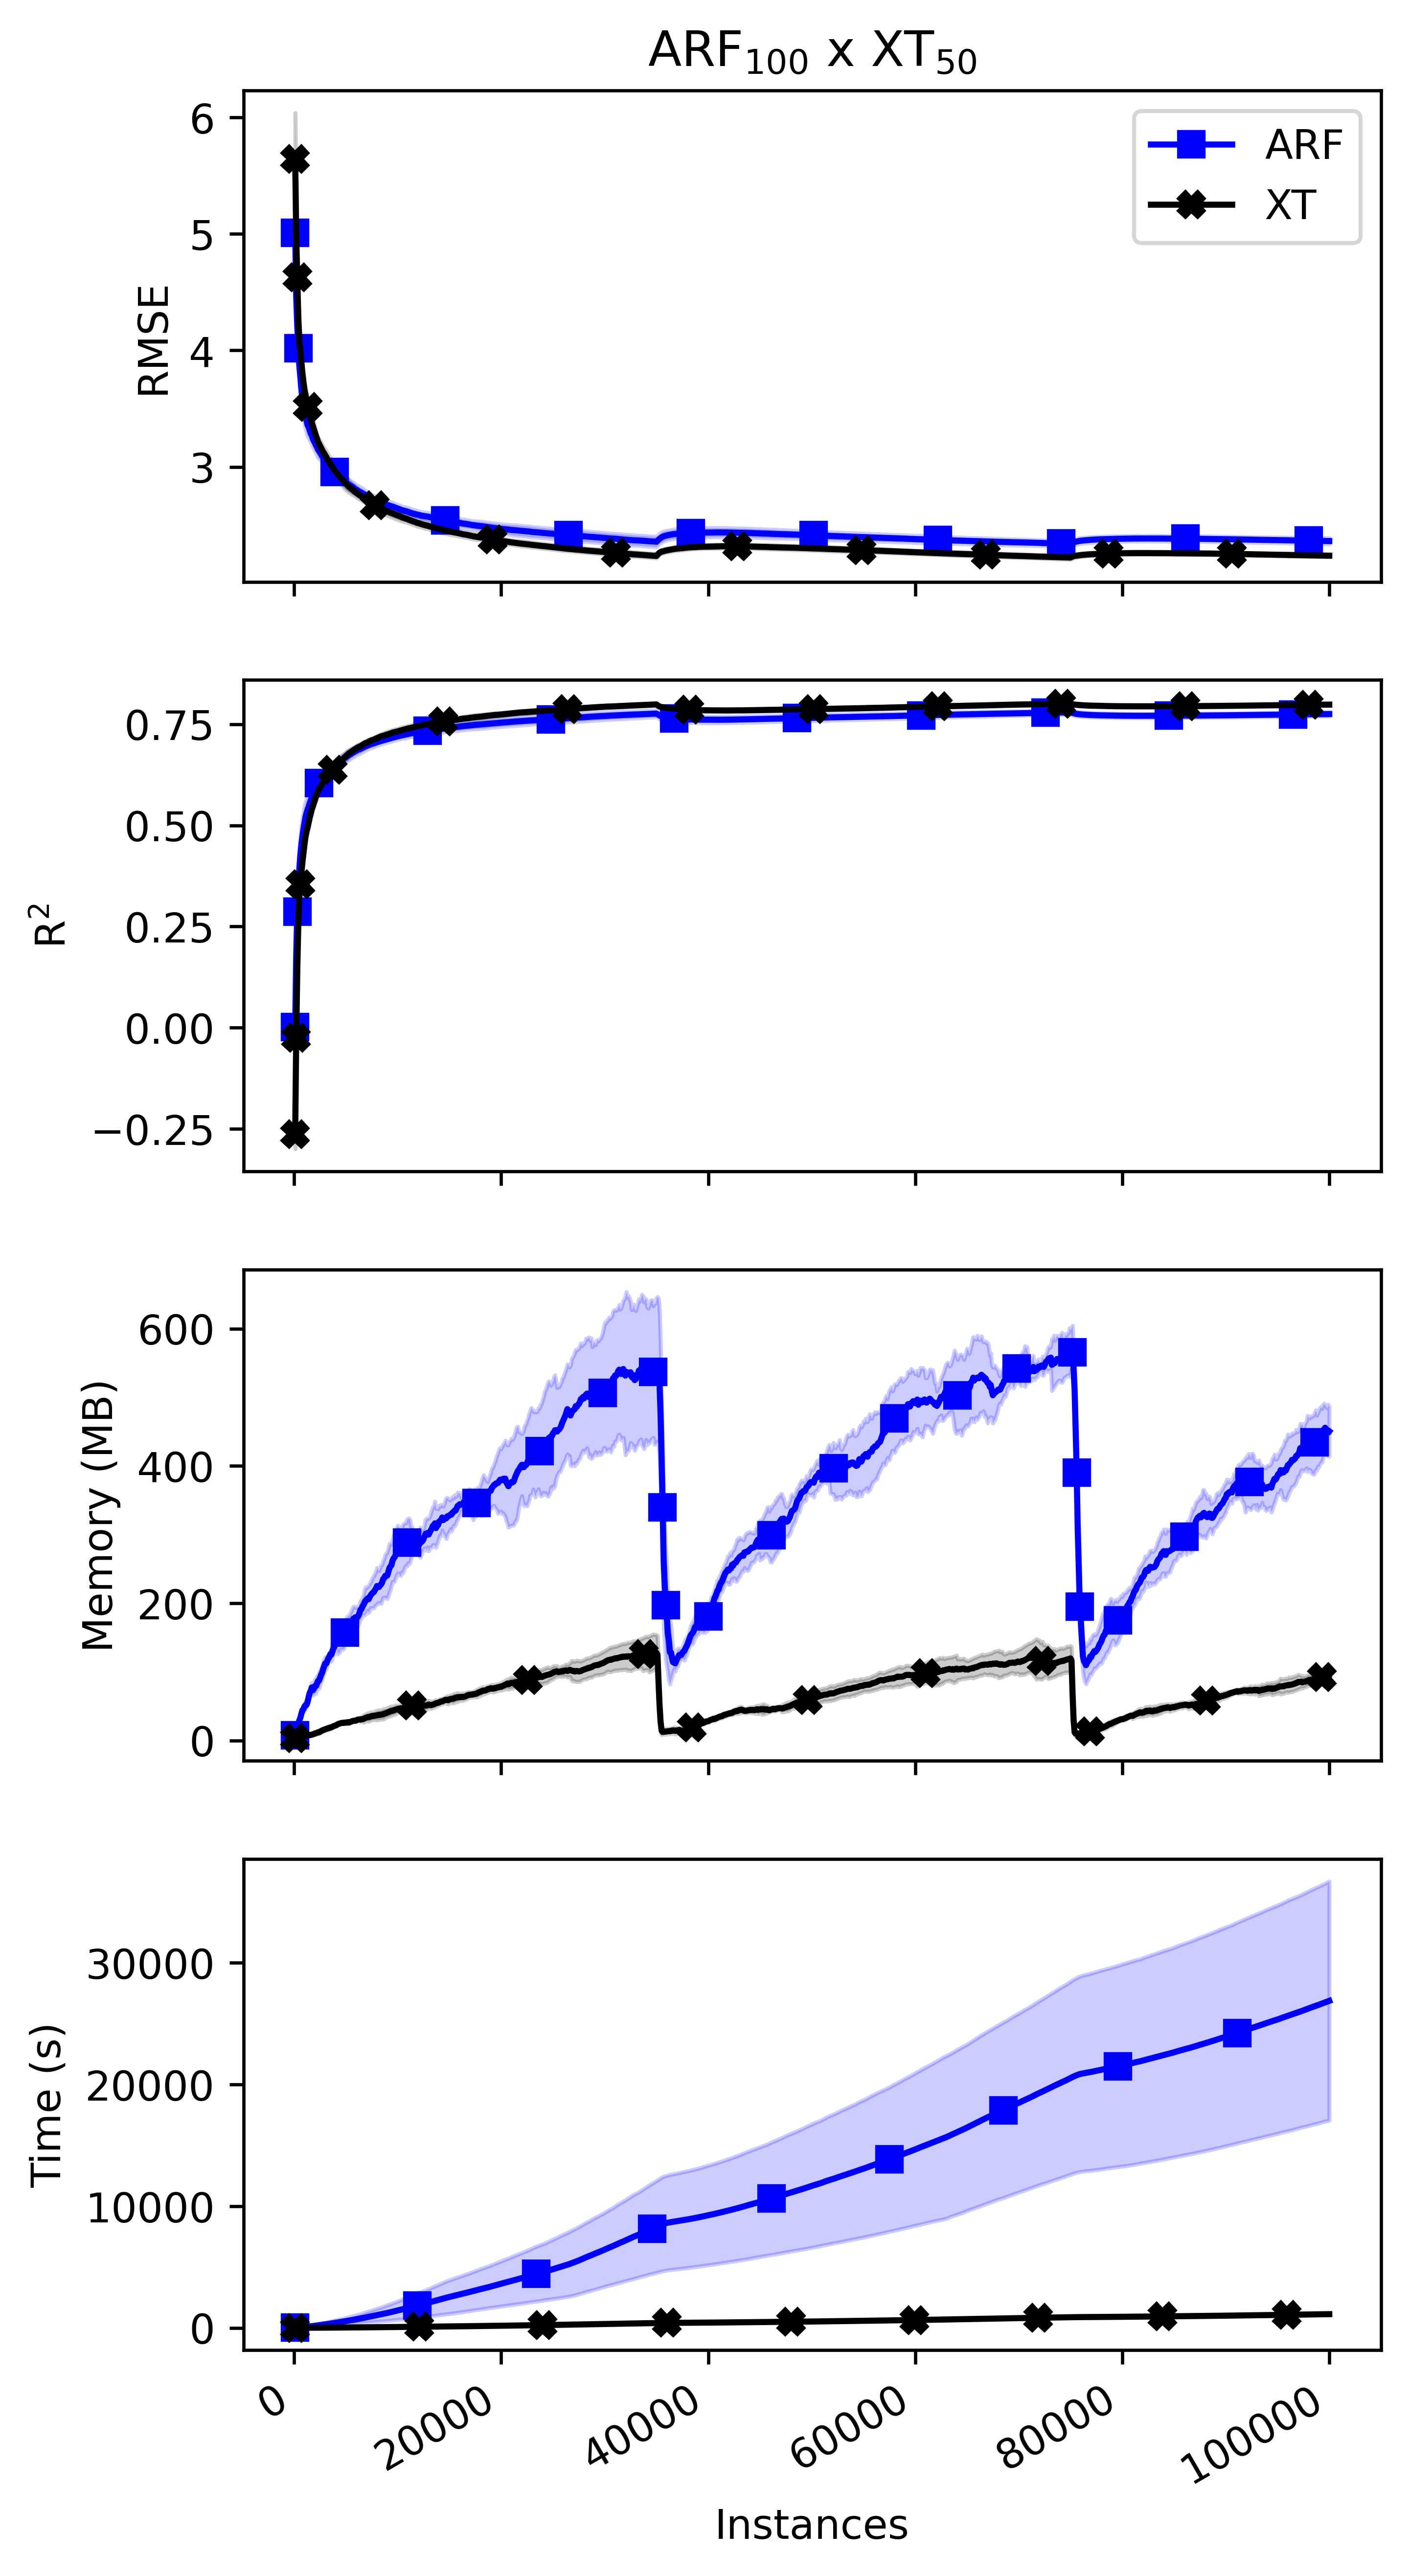 ARF₁₀₀ x XT₅₀
6
5
4
3
RMSE
ARF
XT
0.75
0.50
0.25
0.00
−0.25
R²
600
400
200
0
Memory (MB)
30000
20000
10000
0
Time (s)
0
20000
40000
60000
80000
100000
Instances